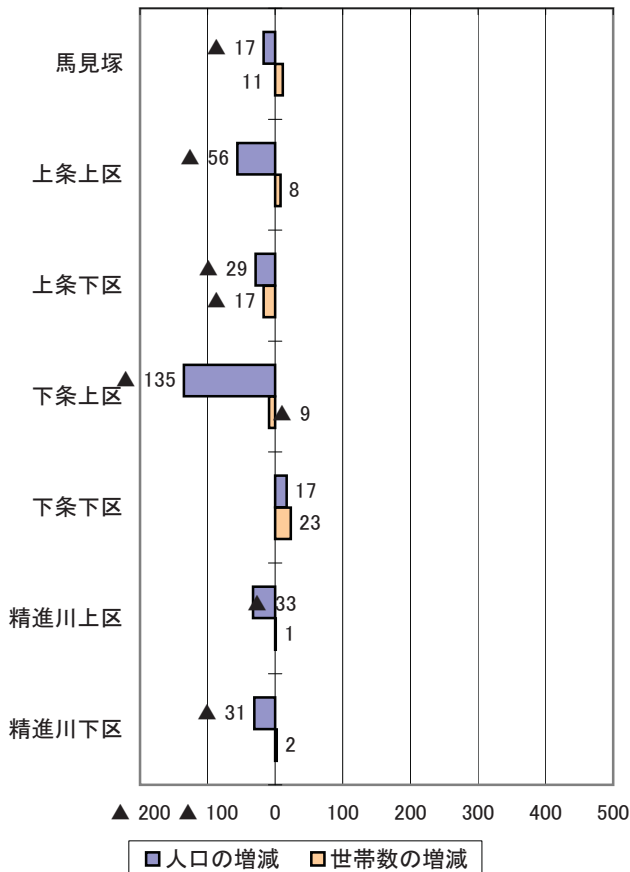 馬見塚
▲ 17
11
上条上区
▲ 56
8
上条下区
▲ 29
▲ 17
下条上区
▲ 135
▲ 9
下条下区
17
23
精進川上区
▲ 33
1
精進川下区
▲ 31
2
▲ 200 ▲ 100 0 100 200 300 400 500
人口の増減 世帯数の増減